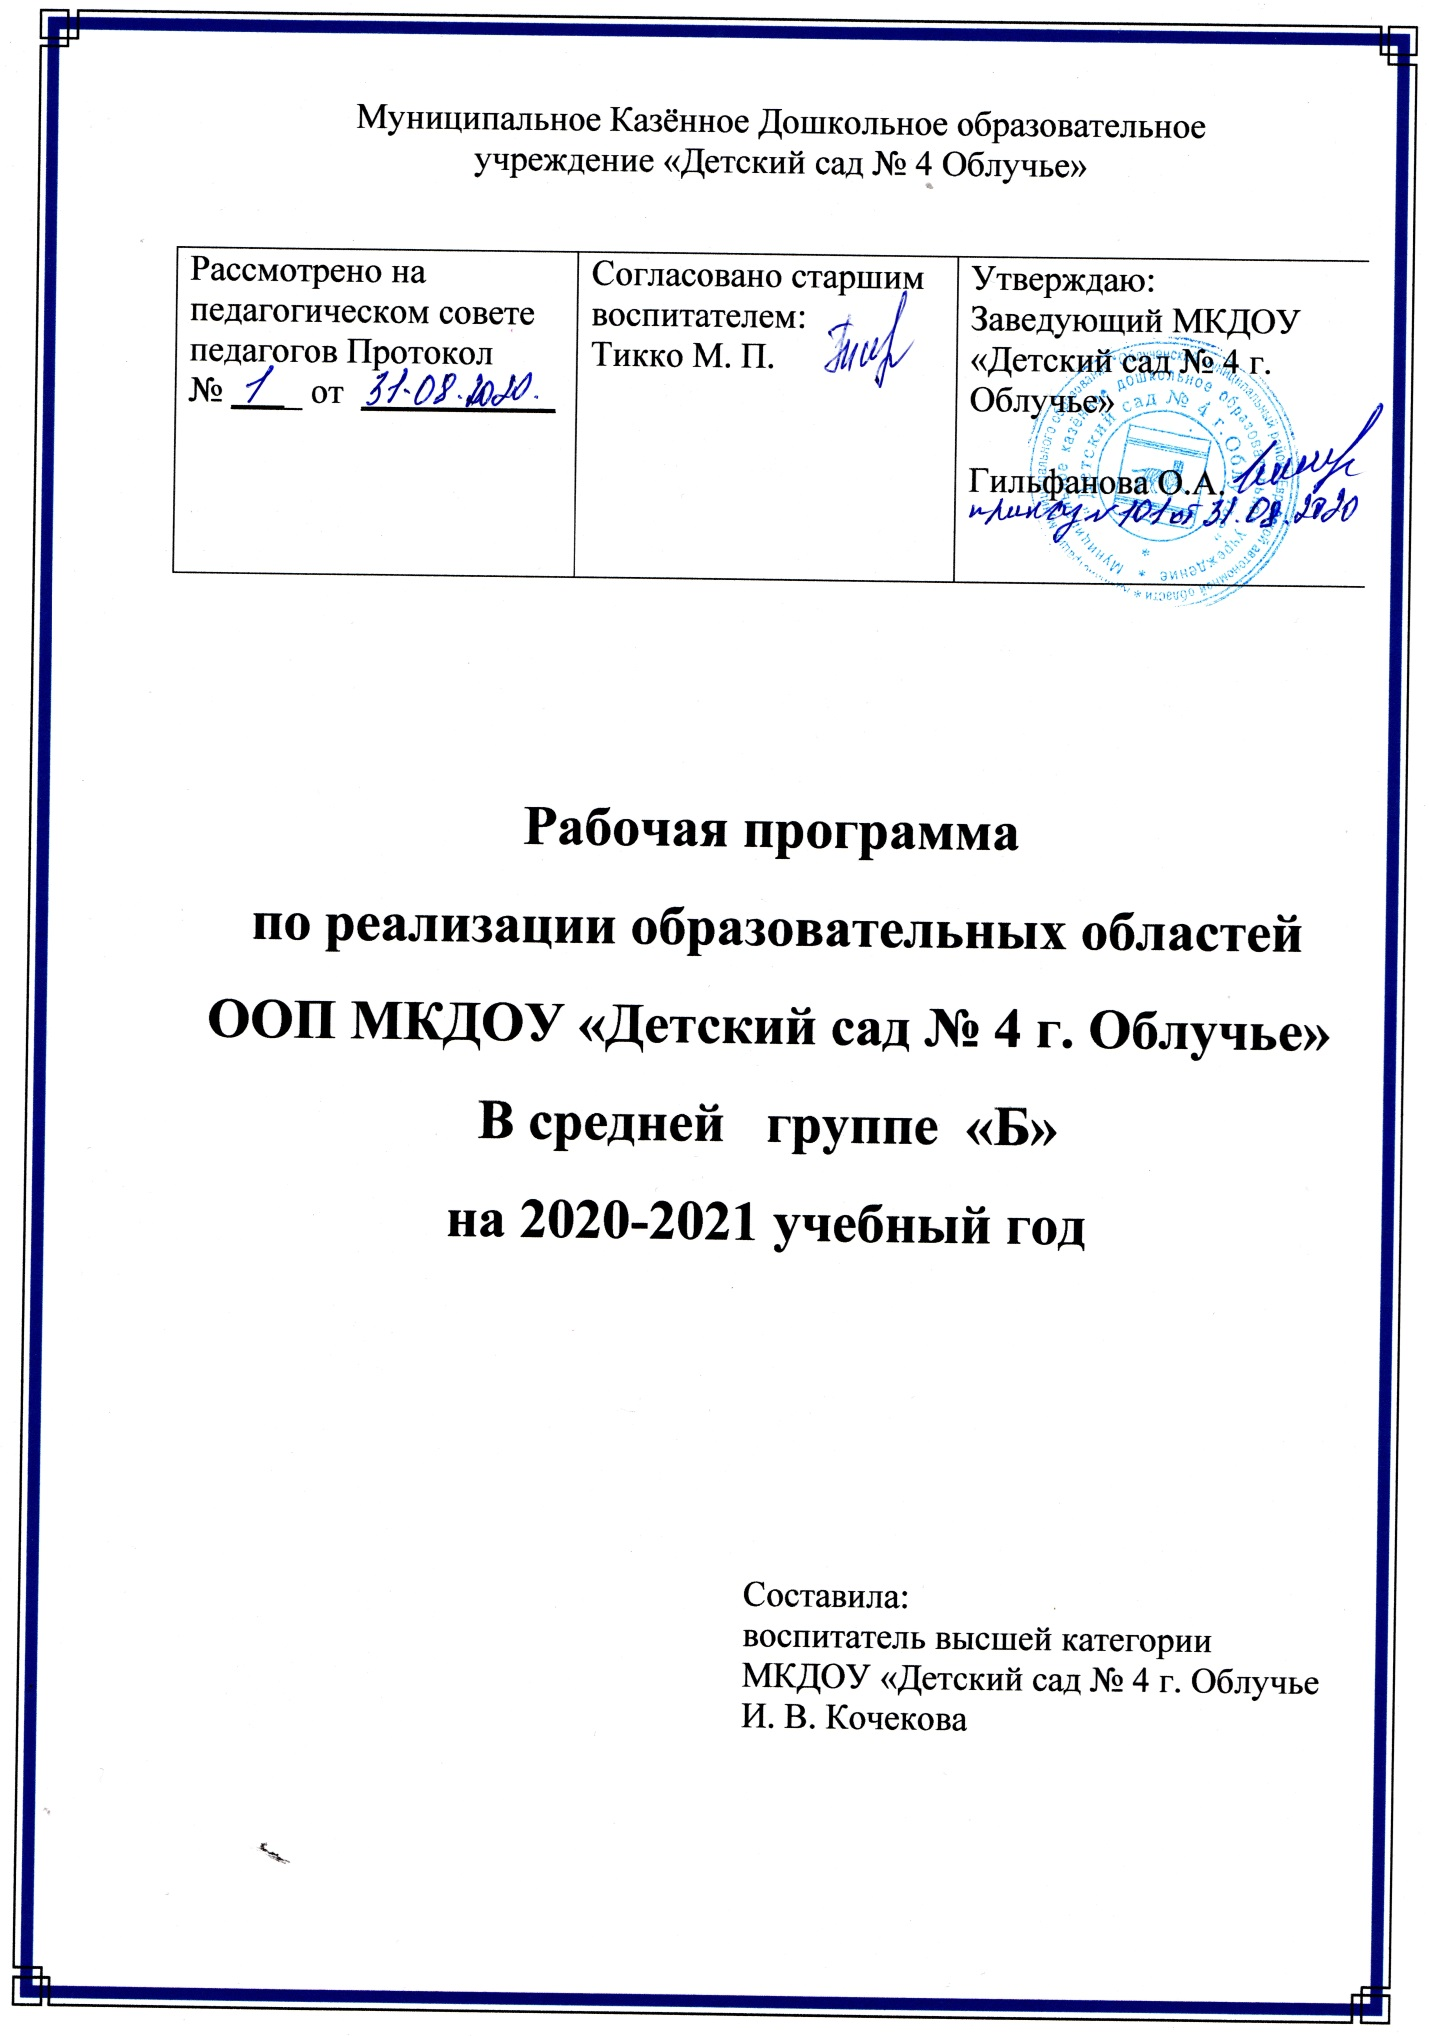 Муниципальное Казённое Дошкольное образовательное
учреждение «Детский сад № 4 Облучье»
Рассмотрено на
педагогическом совете
педагогов Протокол
№ 1 от 31.08.2020.
Согласовано старшим
воспитателем:
Тикко М. П.
Утверждаю:
Заведующий МКДОУ
«Детский сад № 4 г.
Облучье»
Гильфанова О.А.
приказ № 101 от 31.08.2020
Рабочая программа
по реализации образовательных областей
ООП МКДОУ «Детский сад № 4 г. Облучье»
В средней группе «Б»
на 2020-2021 учебный год
Составила:
воспитатель высшей категории
МКДОУ «Детский сад № 4 г. Облучье
И. В. Кочекова